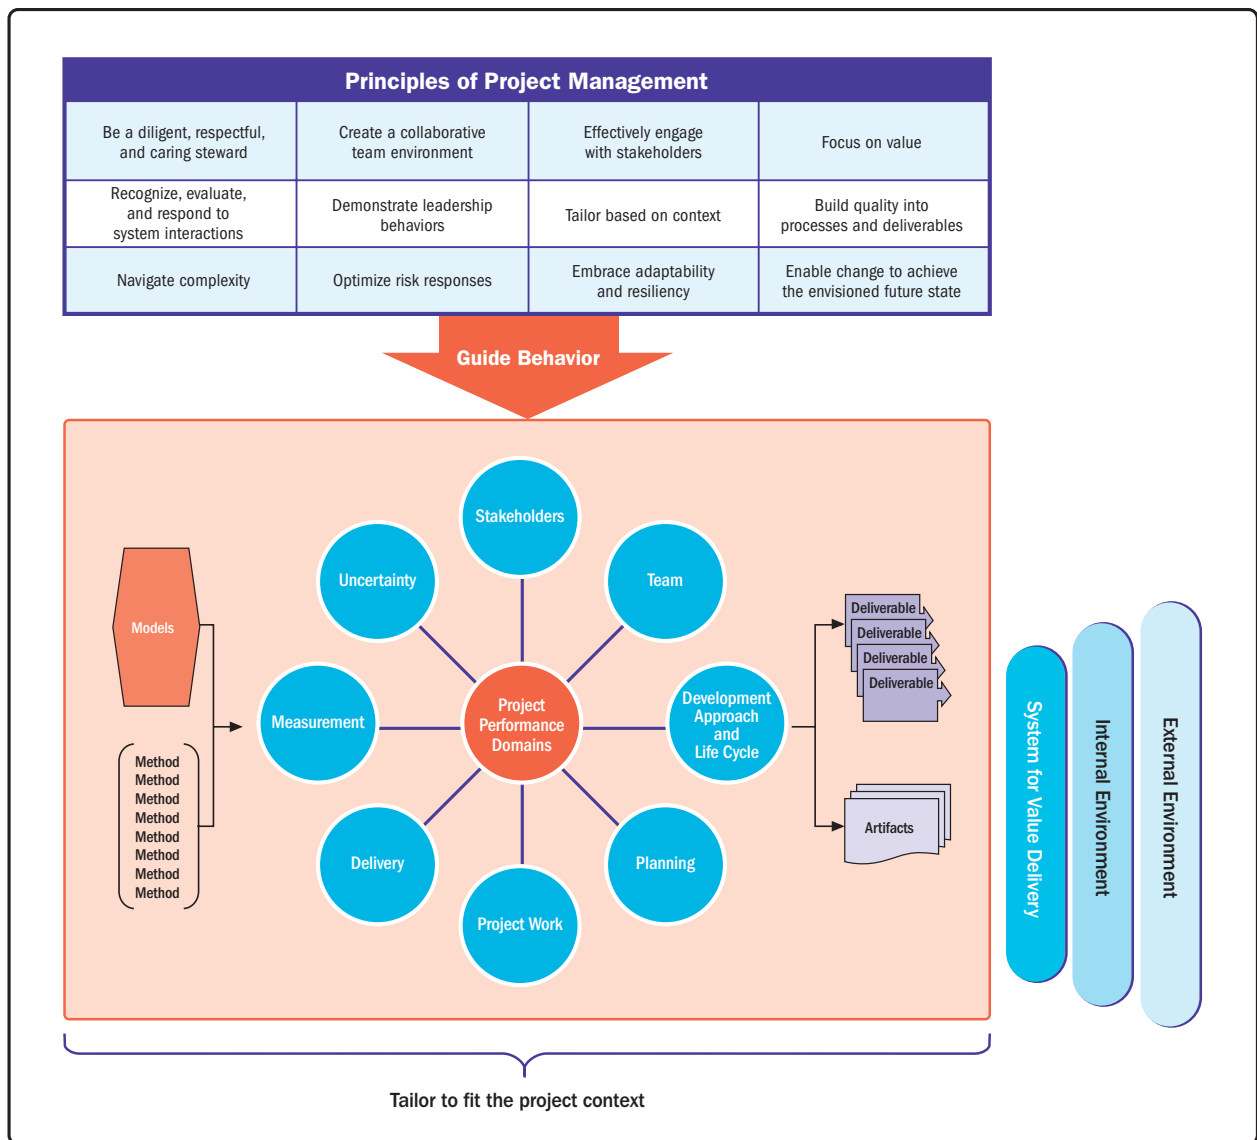 Principles of Project Management
Be a diligent, respectful,
and caring steward
Create a collaborative
team environment
Effectively engage
with stakeholders
Focus on value
Recognize, evaluate,
and respond to
system interactions
Demonstrate leadership
behaviors
Tailor based on context
Build quality into
processes and deliverables
Navigate complexity
Optimize risk responses
Embrace adaptability
and resiliency
Enable change to achieve
the envisioned future state
Guide Behavior
Stakeholders
Uncertainty
Team
Models
Measurement
Project
Performance
Domains
Development
Approach
and
Life Cycle
Deliverable
Deliverable
Deliverable
Deliverable
Method
Method
Method
Method
Method
Method
Method
Method
Delivery
Project Work
Planning
Artifacts
System for Value Delivery
Internal Environment
External Environment
Tailor to fit the project context